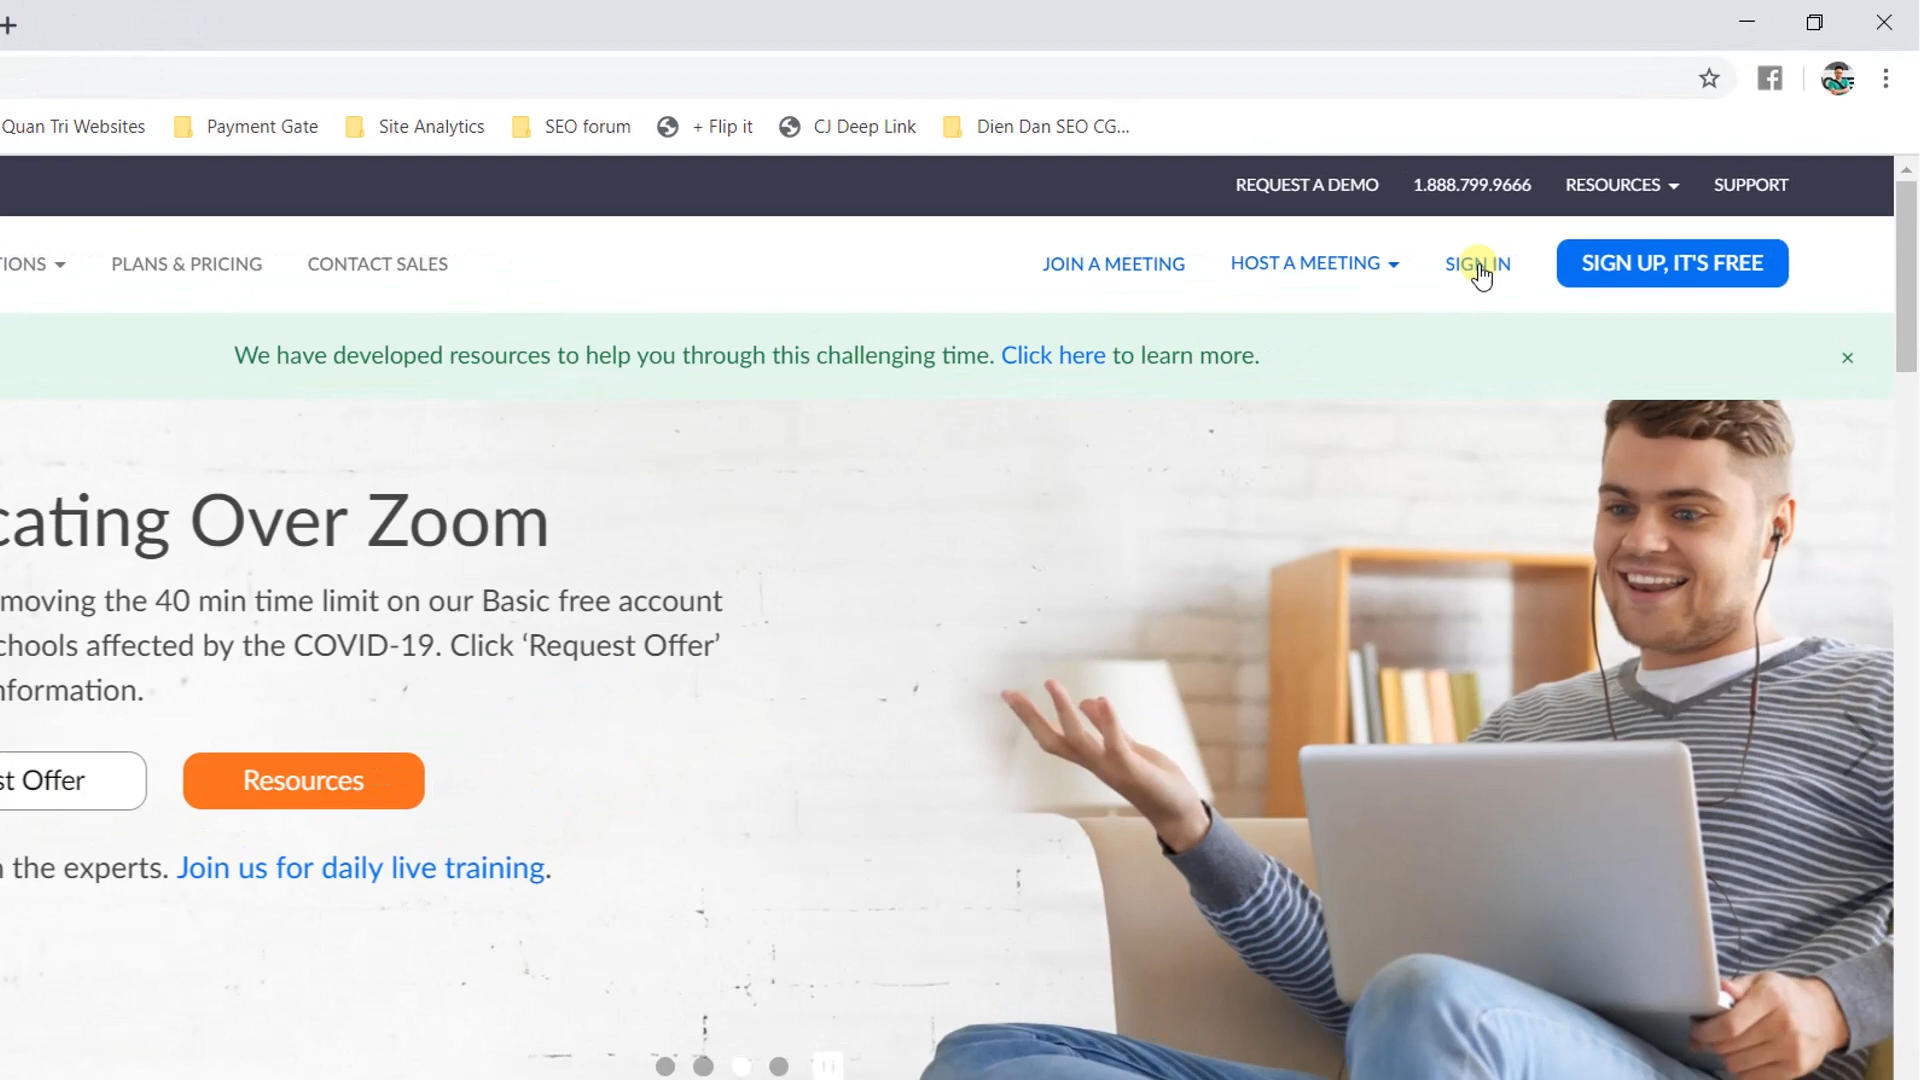 Quan Tri Websites Payment Gate Site Analytics SEO forum + Flip it CJ Deep Link Dien Dan SEO CG...
REQUEST A DEMO 1.888.799.9666 RESOURCES SUPPORT
IONS PLANS & PRICING CONTACT SALES JOIN A MEETING HOST A MEETING SIGN IN SIGN UP, IT'S FREE
We have developed resources to help you through this challenging time. Click here to learn more.
cating Over Zoom
moving the 40 min time limit on our Basic free account
chools affected by the COVID-19. Click ‘Request Offer’
nformation.
st Offer Resources
the experts. Join us for daily live training.